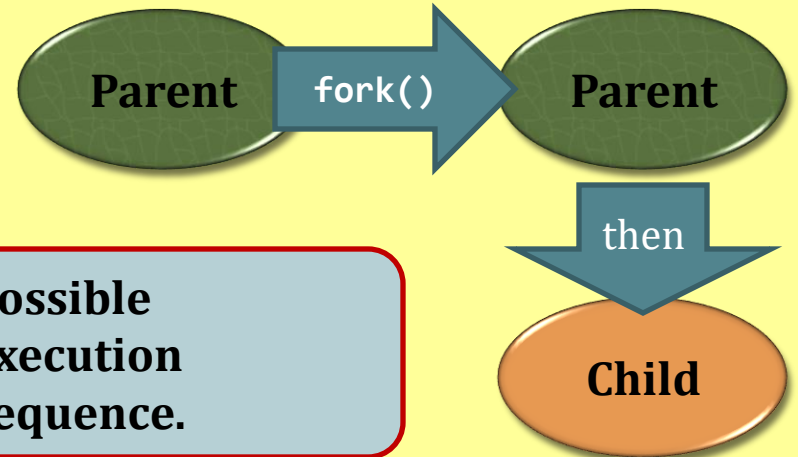 Parent fork() Parent
then
ossible
xecution
equence.
Child